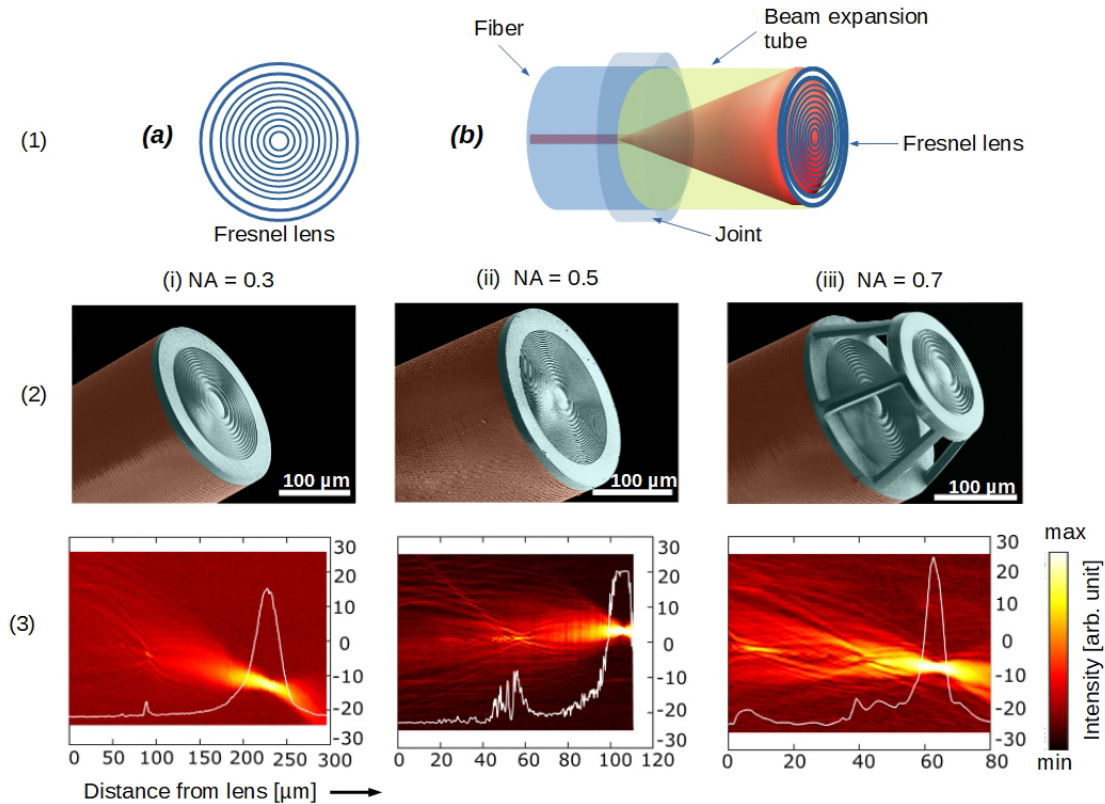 Fiber
Beam expansion
tube
(1)
(a)
(b)
Fresnel lens
Fresnel lens
Joint
(i) NA = 0.3
(ii) NA = 0.5
(iii) NA = 0.7
(2)
100 µm
100 µm
100 µm
(3)
30
20
10
0
-10
-20
-30
0 50 100 150 200 250 300
30
20
10
0
-10
-20
-30
0 20 40 60 80 100 120
30
20
10
0
-10
-20
-30
0 20 40 60 80
max
Intensity [arb. unit]
min
Distance from lens [µm]